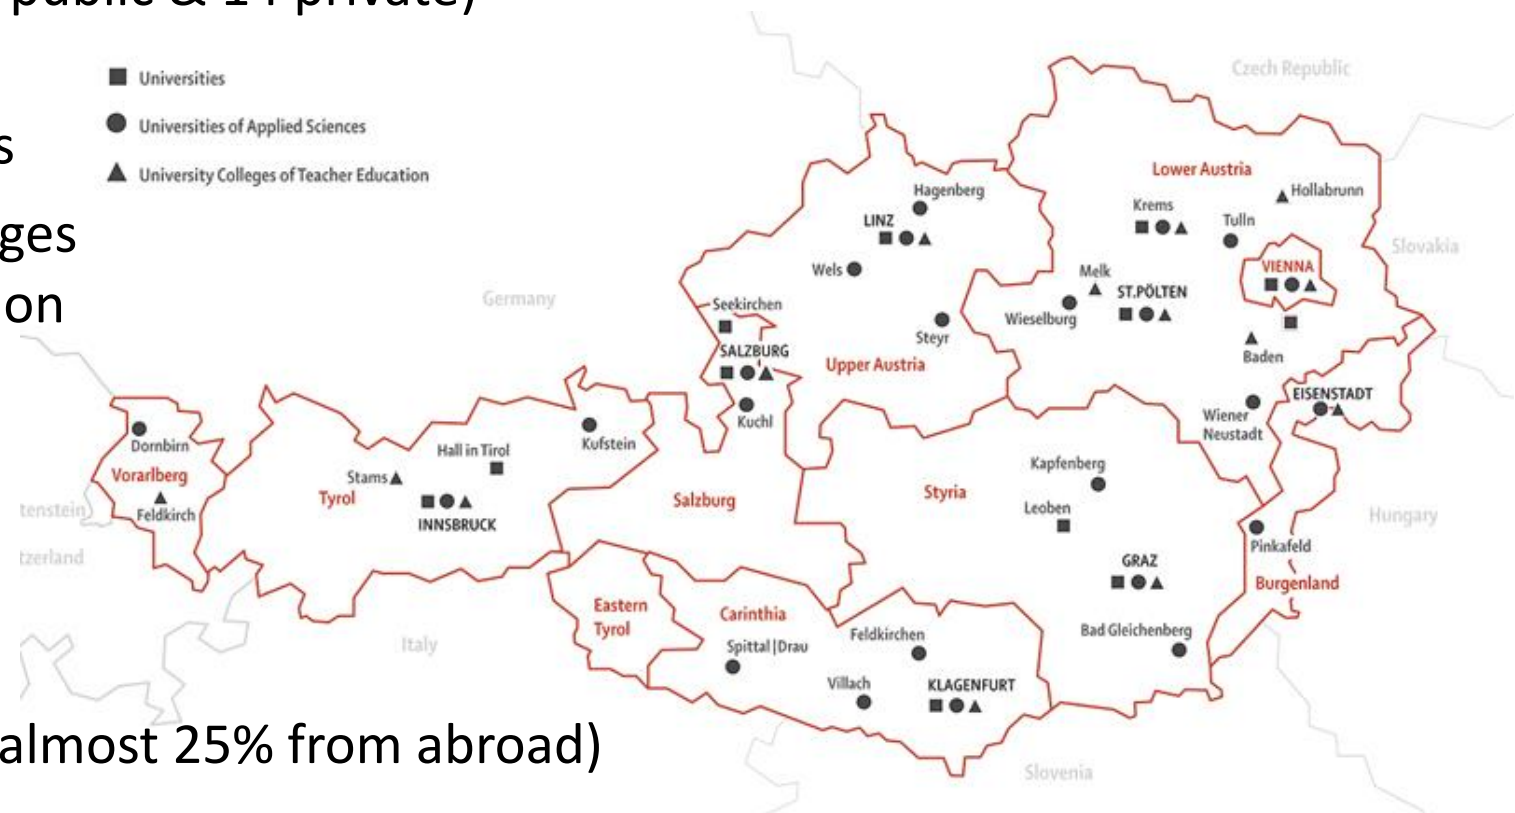 public & 14 private)
Universities
Universities of Applied Sciences
University Colleges of Teacher Education
s
ges
on
almost 25% from abroad)
Czech Republic
Slovakia
Germany
Hungary
Italy
Slovenia
tenstein
tzerland
Lower Austria
Hollabrunn
Krems
Tulln
VIENNA
Melk
ST.PÖLTEN
Wieselburg
Baden
Wiener
Neustadt
Hagenberg
LINZ
Wels
Steyr
Upper Austria
Seekirchen
SALZBURG
Kuchl
Salzburg
EISENSTADT
Pinkafeld
Burgenland
Dornbirn
Vorarlberg
Feldkirch
Kufstein
Hall in Tirol
Stams
Tyrol
INNSBRUCK
Kapfenberg
Styria
Leoben
GRAZ
Bad Gleichenberg
Eastern
Tyrol
Carinthia
Spittal|Drau
Feldkirchen
Villach
KLAGENFURT